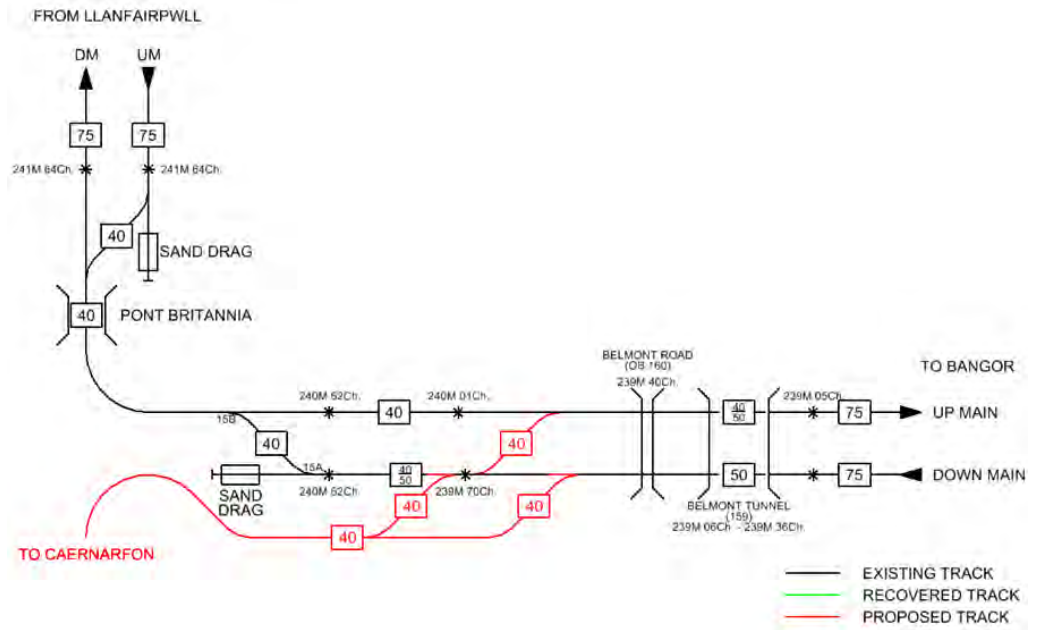 FROM LLANFAIRPWLL
DM
UM
75
75
241M 64Ch.
241M 64Ch.
40
SAND DRAG
40
PONT BRITANNIA
BELMONT ROAD
(OB 160)
239M 40Ch.
TO BANGOR
240M 52Ch.
40
240M 01Ch.
40
50
239M 05Ch.
75
UP MAIN
15B
40
40
15A
SAND
DRAG
240M 52Ch.
40
50
239M 70Ch.
50
75
DOWN MAIN
BELMONT TUNNEL
(159)
239M 06Ch - 239M 36Ch.
40
40
40
TO CAERNARFON
EXISTING TRACK
RECOVERED TRACK
PROPOSED TRACK